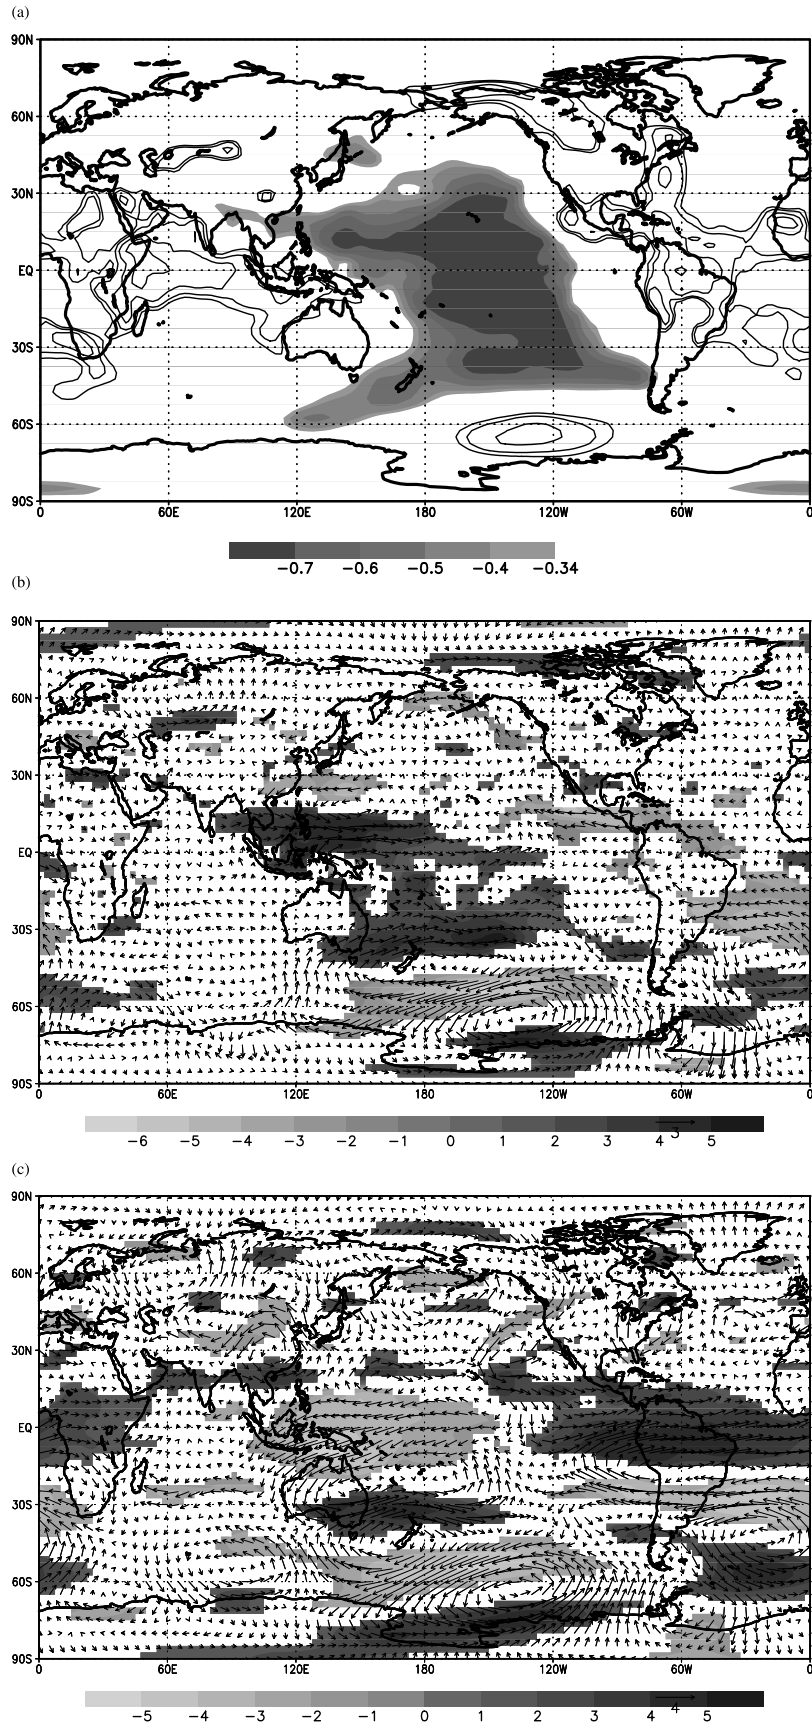 (a)
90N
60N
30N
EQ
30S
60S
90S
0 60E 120E 180 120W 60W 0
−0.7 −0.6 −0.5 −0.4 −0.34
(b)
90N
60N
30N
EQ
30S
60S
90S
0 60E 120E 180 120W 60W 0
−6 −5 −4 −3 −2 −1 0 1 2 3 4 3 5
(c)
90N
60N
30N
EQ
30S
60S
90S
0 60E 120E 180 120W 60W 0
−5 −4 −3 −2 −1 0 1 2 3 4 4 5